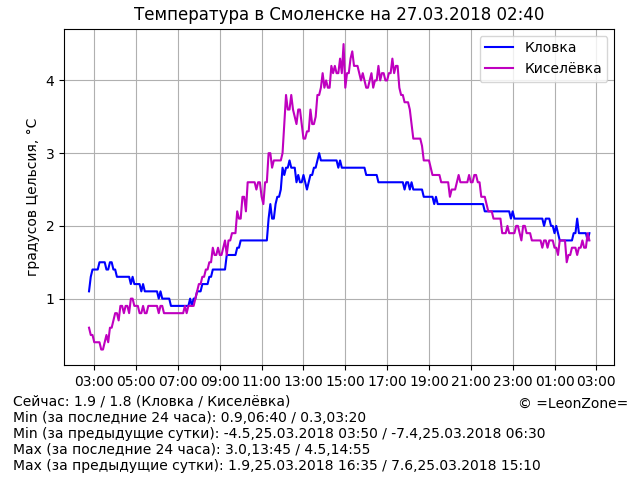 Температура в Смоленске на 27.03.2018 02:40
Кловка
Киселёвка
градусов Цельсия, °C
4
3
2
1
03:00 05:00 07:00 09:00 11:00 13:00 15:00 17:00 19:00 21:00 23:00 01:00 03:00
Сейчас: 1.9 / 1.8 (Кловка / Киселёвка)
© =LeonZone=
Min (за последние 24 часа): 0.9,06:40 / 0.3,03:20
Min (за предыдущие сутки): -4.5,25.03.2018 03:50 / -7.4,25.03.2018 06:30
Max (за последние 24 часа): 3.0,13:45 / 4.5,14:55
Max (за предыдущие сутки): 1.9,25.03.2018 16:35 / 7.6,25.03.2018 15:10